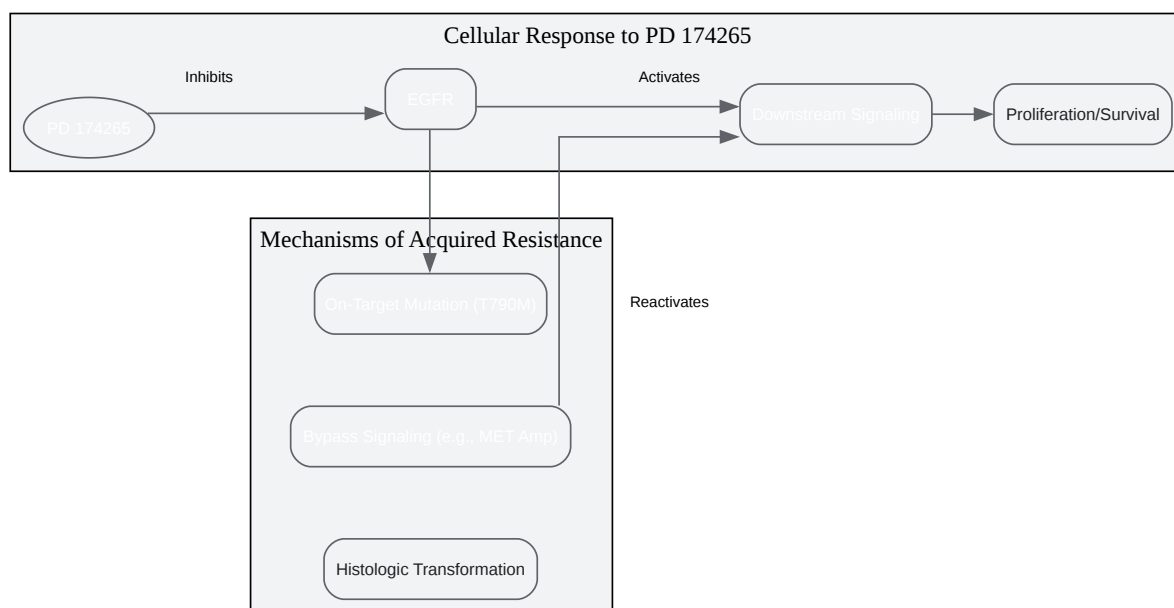 Cellular Response to PD 174265
Inhibits
Activates
PD 174265
EGFR
Downstream Signaling
Proliferation/Survival
Mechanisms of Acquired Resistance
On-Target Mutation (T790M)
Reactivates
Bypass Signaling (e.g., MET Amp)
Histologic Transformation